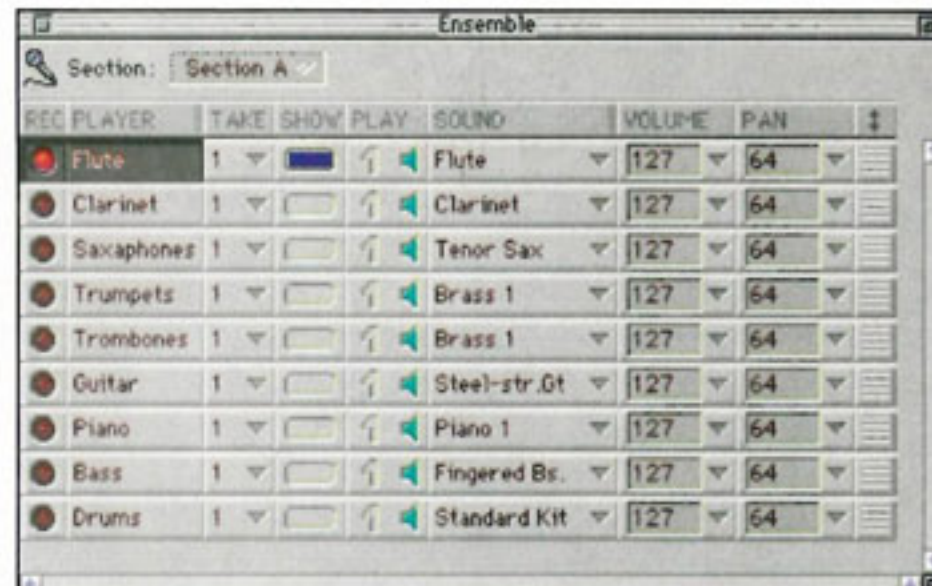 Ensemble
Section: Section A
REC PLAYER TAKE SHOW PLAY SOUND VOLUME PAN
Flute 1 Flute 127 64
Clarinet 1 Clarinet 127 64
Saxaphones 1 Tenor Sax 127 64
Trumpets 1 Brass 1 127 64
Trombones 1 Brass 1 127 64
Guitar 1 Steel-str.Gt 127 64
Piano 1 Piano 1 127 64
Bass 1 Fingered Bs. 127 64
Drums 1 Standard Kit 127 64